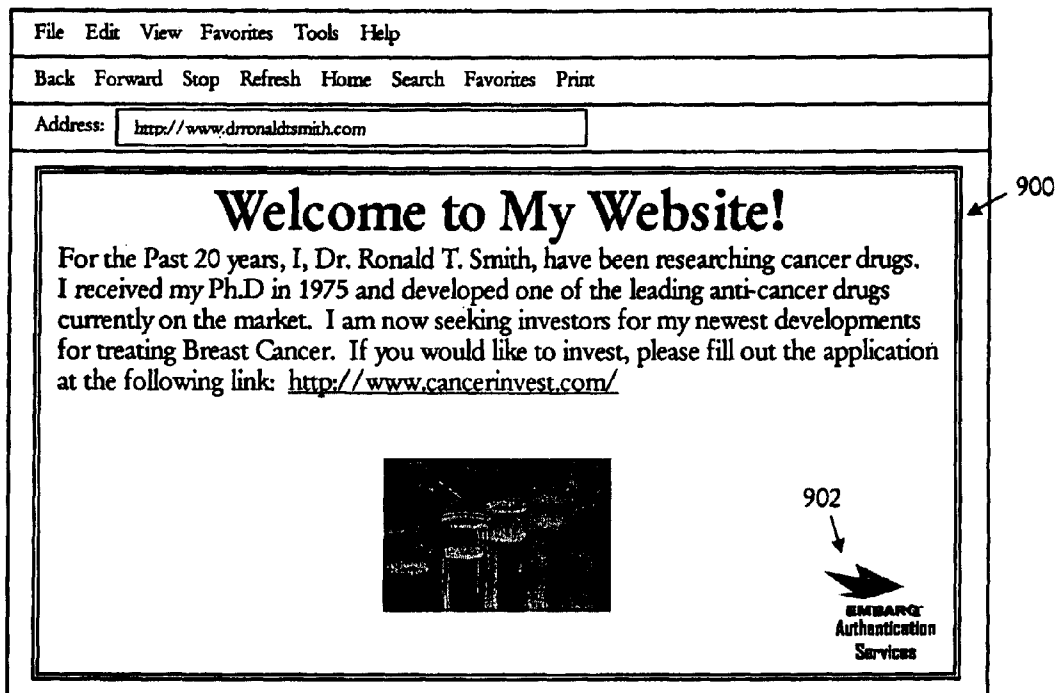 File Edit View Favorites Tools Help
Back Forward Stop Refresh Home Search Favorites Print
Address: http://www.drronaldtsmith.com
900
Welcome to My Website!
For the Past 20 years, I, Dr. Ronald T. Smith, have been researching cancer drugs.
I received my Ph.D in 1975 and developed one of the leading anti-cancer drugs
currently on the market. I am now seeking investors for my newest developments
for treating Breast Cancer. If you would like to invest, please fill out the application
at the following link: http://www.cancerinvest.com/
902
EMBARQ
Authentication
Services